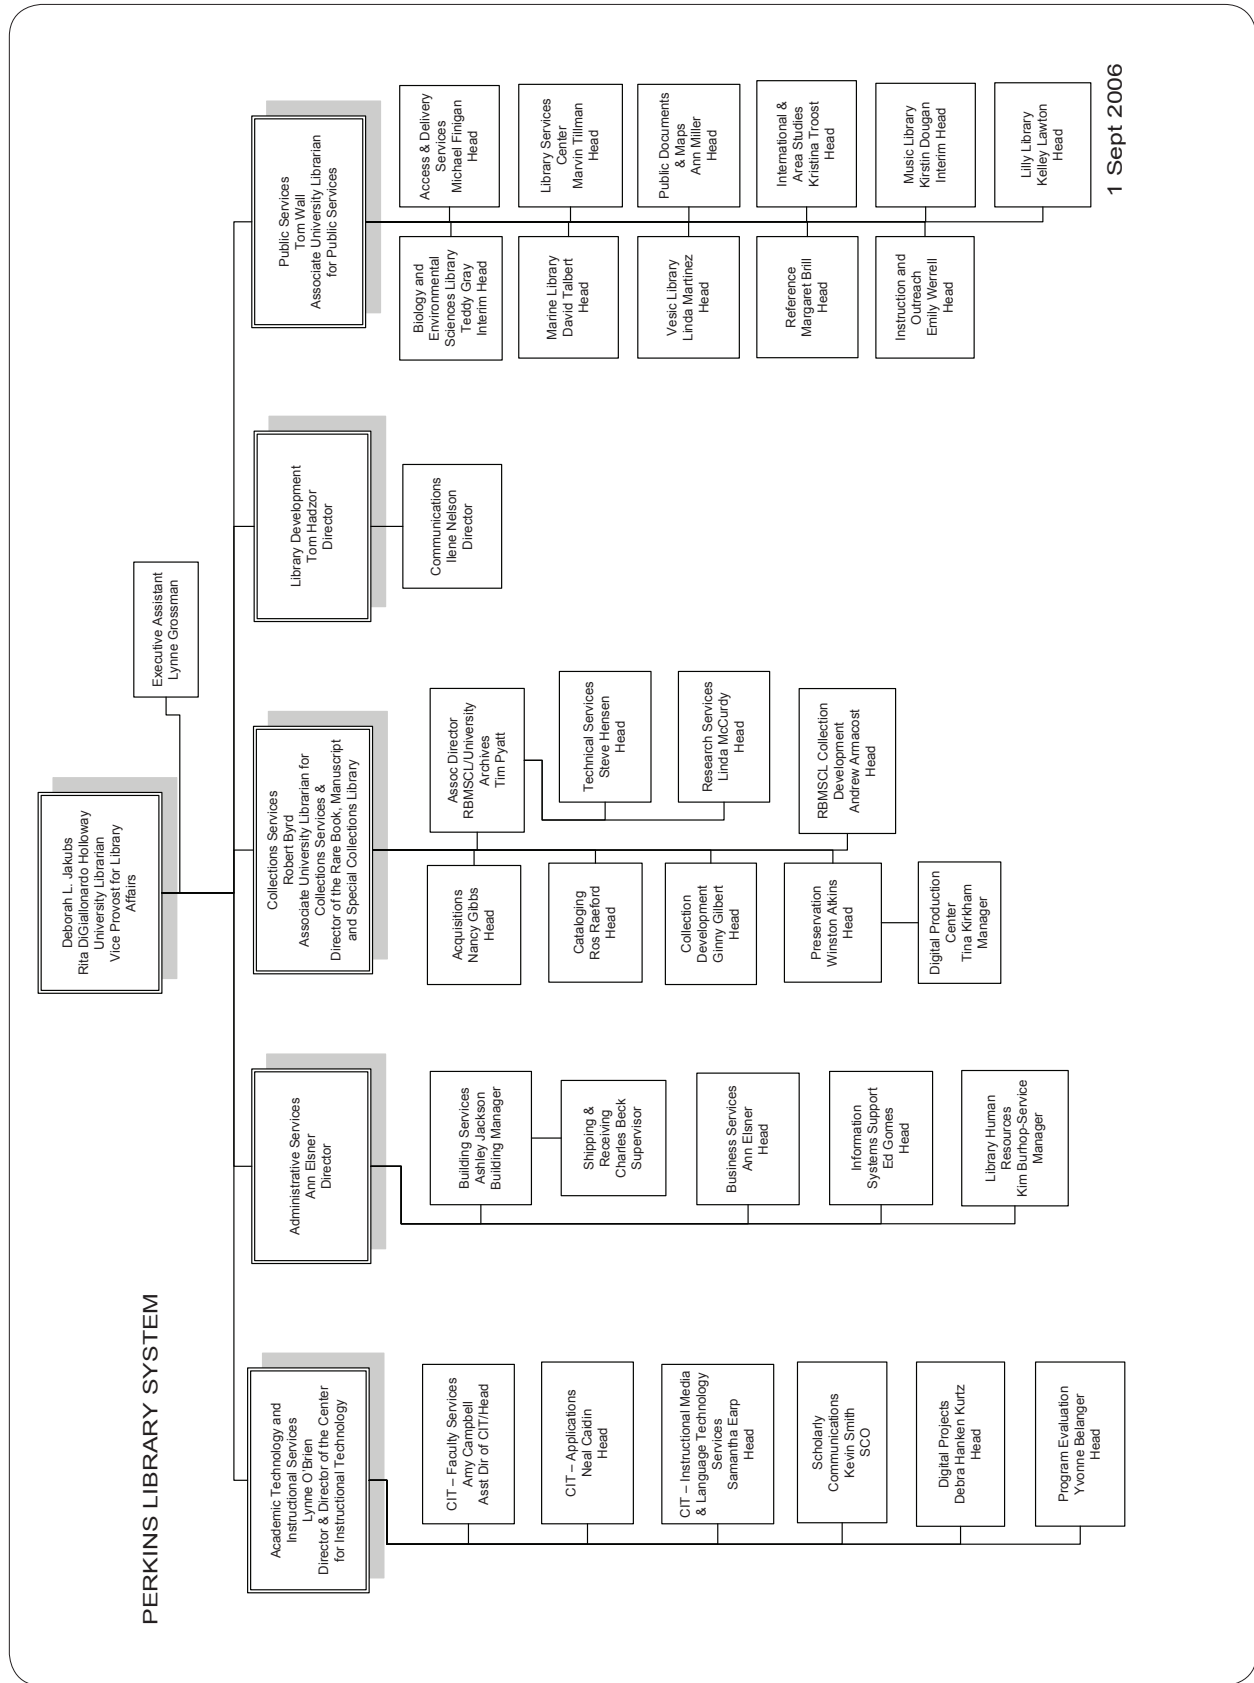 PERKINS LIBRARY SYSTEM
Deborah L. Jakubs
Rita DiGiallonardo Holloway
University Librarian
Vice Provost for Library
Affairs
Executive Assistant
Lynne Grossman
Academic Technology and
Instructional Services
Lynne O'Brien
Director & Director of the Center
for Instructional Technology
CIT – Faculty Services
Amy Campbell
Asst Dir of CIT/Head
CIT – Applications
Neal Caidin
Head
CIT – Instructional Media
& Language Technology
Services
Samantha Earp
Head
Scholarly
Communications
Kevin Smith
SCO
Digital Projects
Debra Hanken Kurtz
Head
Program Evaluation
Yvonne Belanger
Head
Administrative Services
Ann Elsner
Director
Building Services
Ashley Jackson
Building Manager
Shipping &
Receiving
Charles Beck
Supervisor
Business Services
Ann Elsner
Head
Information
Systems Support
Ed Gomes
Head
Library Human
Resources
Kim Burhop-Service
Manager
Collections Services
Robert Byrd
Associate University Librarian for
Collections Services &
Director of the Rare Book, Manuscript
and Special Collections Library
Acquisitions
Nancy Gibbs
Head
Assoc Director
RBMSCL/University
Archives
Tim Pyatt
Cataloging
Ros Raeford
Head
Technical Services
Steve Hensen
Head
Collection
Development
Ginny Gilbert
Head
Research Services
Linda McCurdy
Head
Preservation
Winston Atkins
Head
RBMSCL Collection
Development
Andrew Armacost
Head
Digital Production
Center
Tina Kirkham
Manager
Library Development
Tom Hadzor
Director
Communications
Ilene Nelson
Director
Public Services
Tom Wall
Associate University Librarian
for Public Services
Biology and
Environmental
Sciences Library
Teddy Gray
Interim Head
Access & Delivery
Services
Michael Finigan
Head
Marine Library
David Talbert
Head
Library Services
Center
Marvin Tillman
Head
Vesic Library
Linda Martinez
Head
Public Documents
& Maps
Ann Miller
Head
Reference
Margaret Brill
Head
International &
Area Studies
Kristina Troost
Head
Instruction and
Outreach
Emily Werrell
Head
Music Library
Kirstin Dougan
Interim Head
Lilly Library
Kelley Lawton
Head
1 Sept 2006